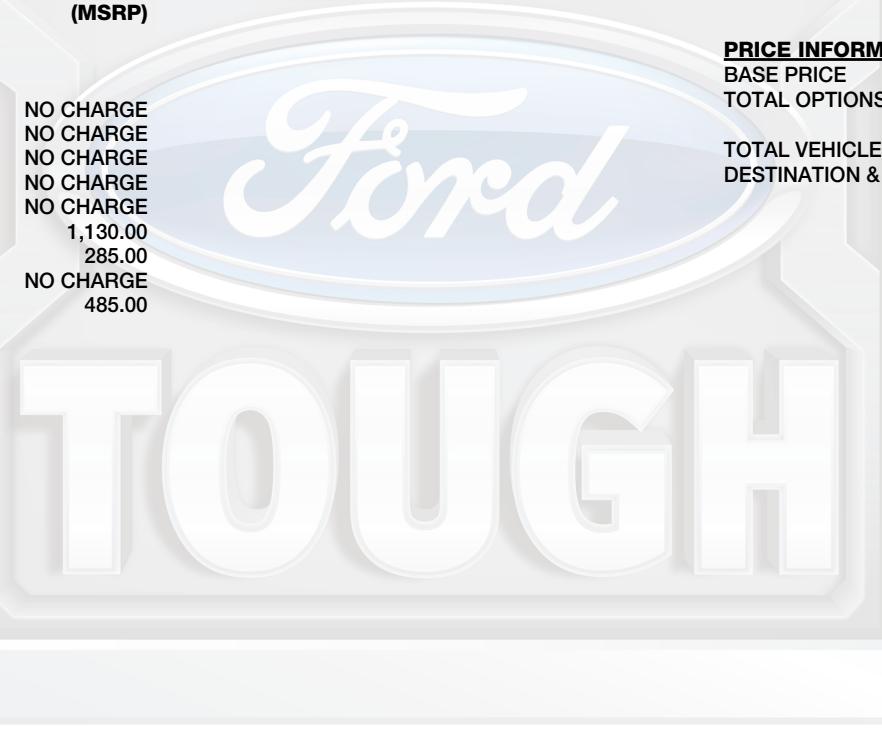 (MSRP)
NO CHARGE
NO CHARGE
NO CHARGE
NO CHARGE
NO CHARGE
1,130.00
285.00
NO CHARGE
485.00
PRICE INFORM
BASE PRICE
TOTAL OPTIONS
TOTAL VEHICLE
DESTINATION &
Ford
TOUGH